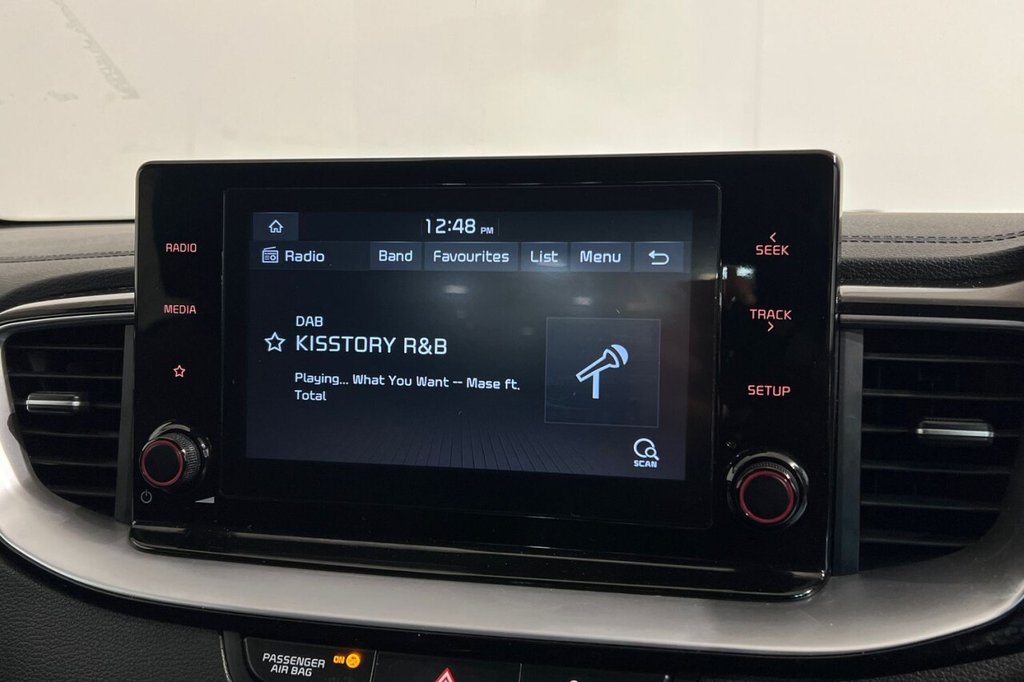 12:48 PM
RADIO
Radio Band Favourites List Menu
SEEK
MEDIA
DAB
KISSTORY R&B
TRACK
Playing... What You Want -- Mase ft.
Total
SETUP
SCAN
PASSENGER
AIR BAG
ON